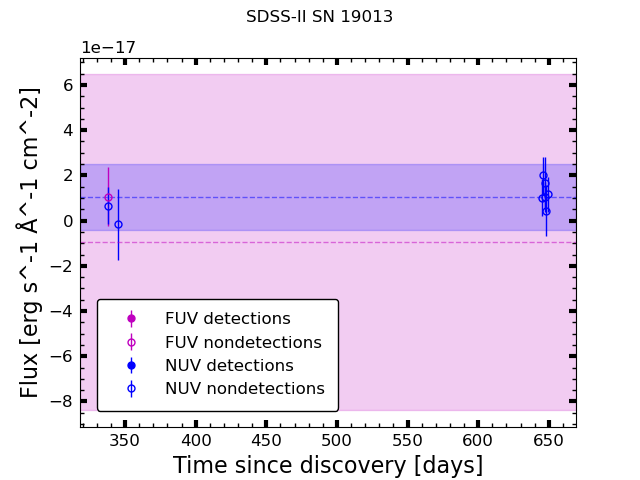 SDSS-II SN 19013
1e−17
6
4
2
0
−2
−4
−6
−8
Flux [erg s^-1 Å^-1 cm^-2]
FUV detections
FUV nondetections
NUV detections
NUV nondetections
350 400 450 500 550 600 650
Time since discovery [days]